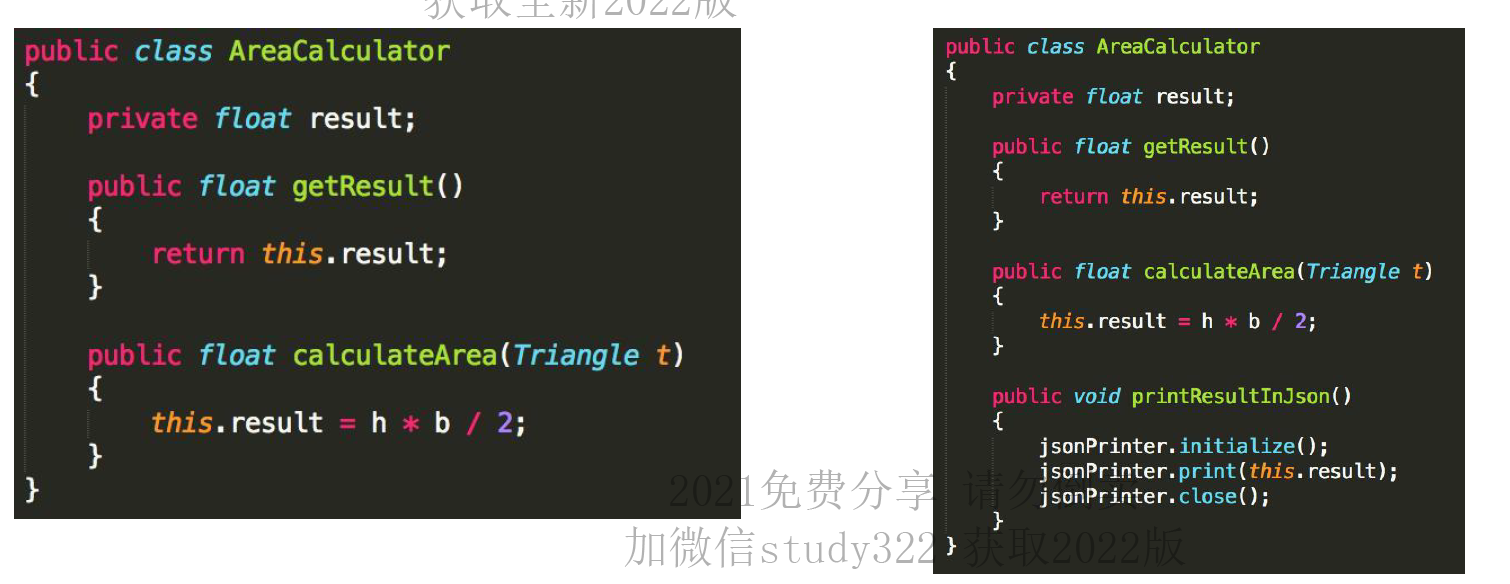 获取全新2022版
public class AreaCalculator
{
    private float result;

    public float getResult()
    {
        return this.result;
    }

    public float calculateArea(Triangle t)
    {
        this.result = h * b / 2;
    }
}
public class AreaCalculator
{
    private float result;

    public float getResult()
    {
        return this.result;
    }

    public float calculateArea(Triangle t)
    {
        this.result = h * b / 2;
    }

    public void printResultInJson()
    {
        jsonPrinter.initialize();
        jsonPrinter.print(this.result);
        jsonPrinter.close();
    }
}
2021免费分享 请勿
加微信study322 获取2022版